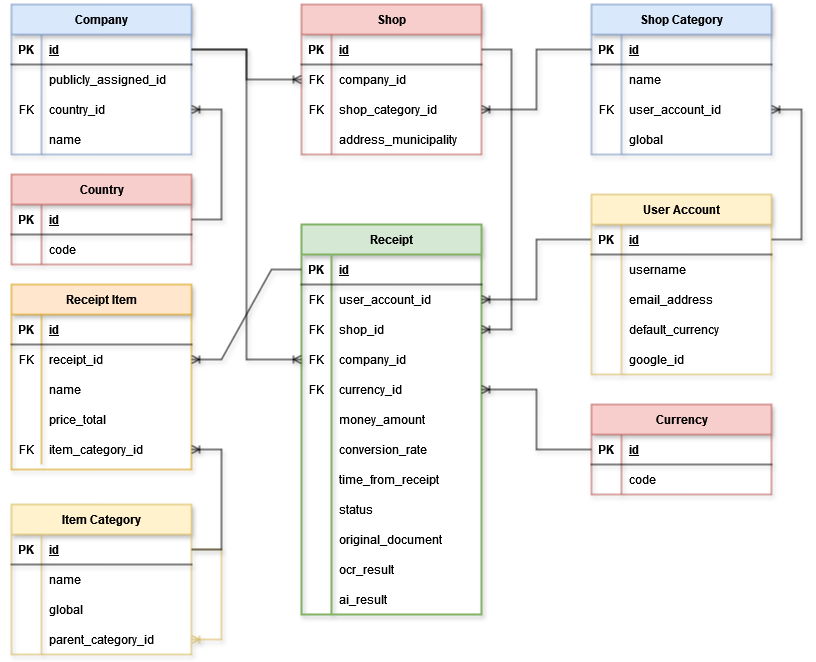 Company
PK id
publicly_assigned_id
FK country_id
name
Country
PK id
code
Receipt Item
PK id
FK receipt_id
name
price_total
FK item_category_id
Item Category
PK id
name
global
parent_category_id
Shop
PK id
FK company_id
FK shop_category_id
address_municipality
Receipt
PK id
FK user_account_id
FK shop_id
FK company_id
FK currency_id
money_amount
conversion_rate
time_from_receipt
status
original_document
ocr_result
ai_result
Shop Category
PK id
name
FK user_account_id
global
User Account
PK id
username
email_address
default_currency
google_id
Currency
PK id
code